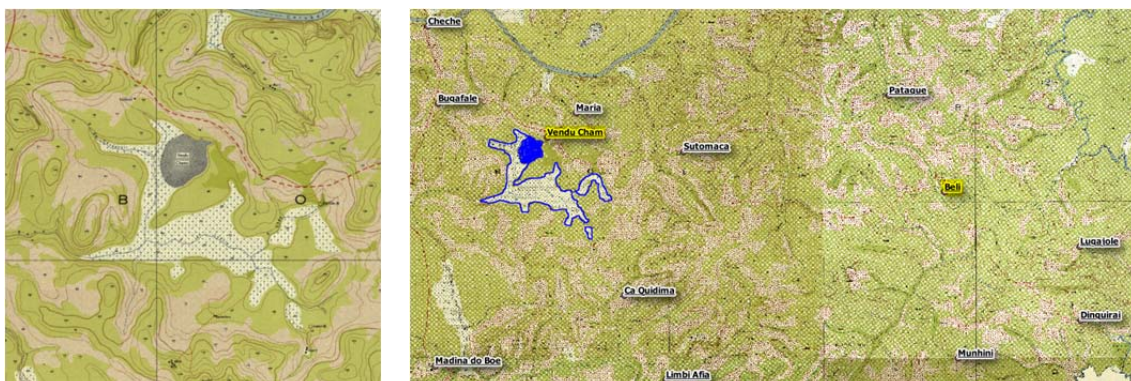 B
O
Cheche
Bugafale
Maria
Vendu Cham
Sutomaca
Pataque
Beli
Lugajole
Ca Quidima
Dinquirai
Madina do Boe
Limbi Afia
Munhini